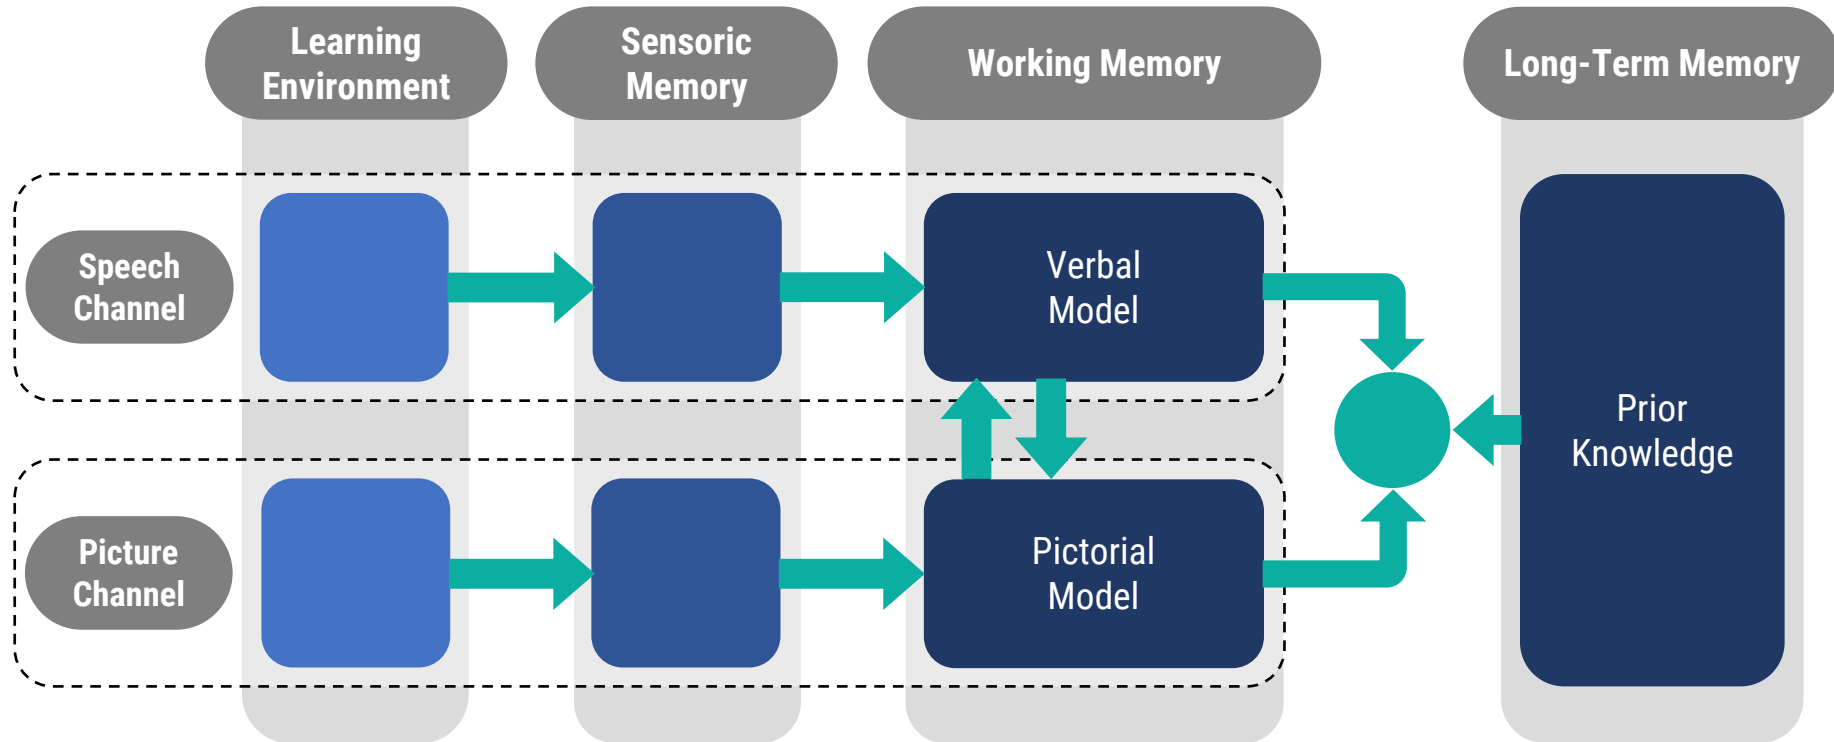 Learning
Environment
Sensoric
Memory
Working Memory
Long-Term Memory
Speech
Channel
Verbal
Model
Prior
Knowledge
Picture
Channel
Pictorial
Model